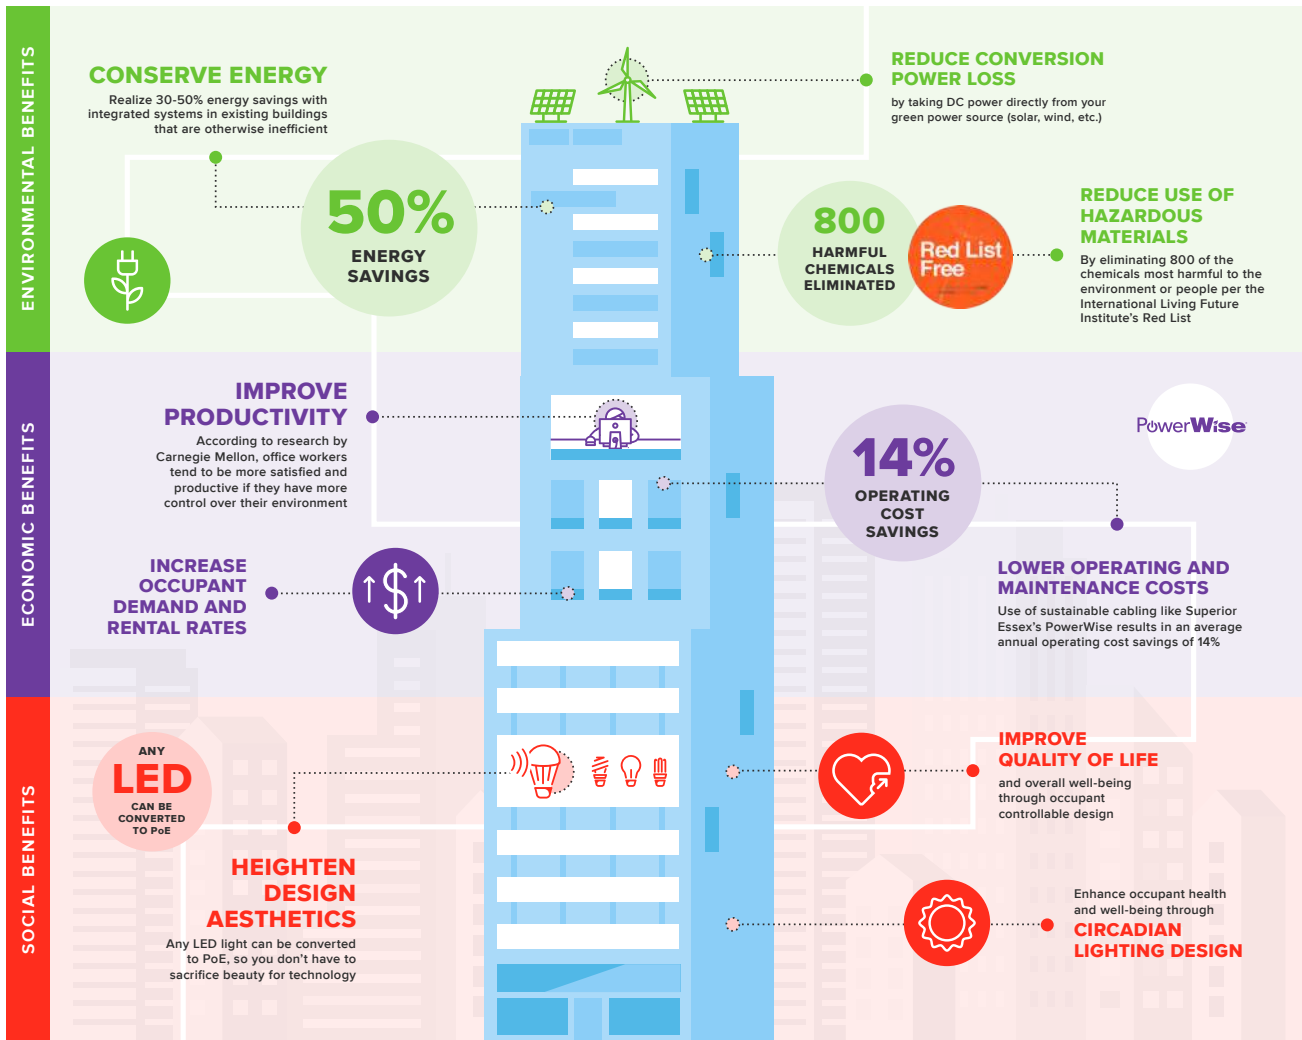 ENVIRONMENTAL BENEFITS
CONSERVE ENERGY
Realize 30-50% energy savings with
integrated systems in existing buildings
that are otherwise inefficient
50%
ENERGY
SAVINGS
REDUCE CONVERSION
POWER LOSS
by taking DC power directly from your
green power source (solar, wind, etc.)
800
HARMFUL
CHEMICALS
ELIMINATED
Red List
Free
REDUCE USE OF
HAZARDOUS
MATERIALS
By eliminating 800 of the
chemicals most harmful to the
environment or people per the
International Living Future
Institute's Red List
ECONOMIC BENEFITS
IMPROVE
PRODUCTIVITY
According to research by
Carnegie Mellon, office workers
tend to be more satisfied and
productive if they have more
control over their environment
14%
OPERATING
COST
SAVINGS
PowerWise
LOWER OPERATING AND
MAINTENANCE COSTS
Use of sustainable cabling like Superior
Essex's PowerWise results in an average
annual operating cost savings of 14%
INCREASE
OCCUPANT
DEMAND AND
RENTAL RATES
$
SOCIAL BENEFITS
ANY
LED
CAN BE
CONVERTED
TO PoE
HEIGHTEN
DESIGN
AESTHETICS
Any LED light can be converted
to PoE, so you don't have to
sacrifice beauty for technology
IMPROVE
QUALITY OF LIFE
and overall well-being
through occupant
controllable design
Enhance occupant health
and well-being through
CIRCADIAN
LIGHTING DESIGN